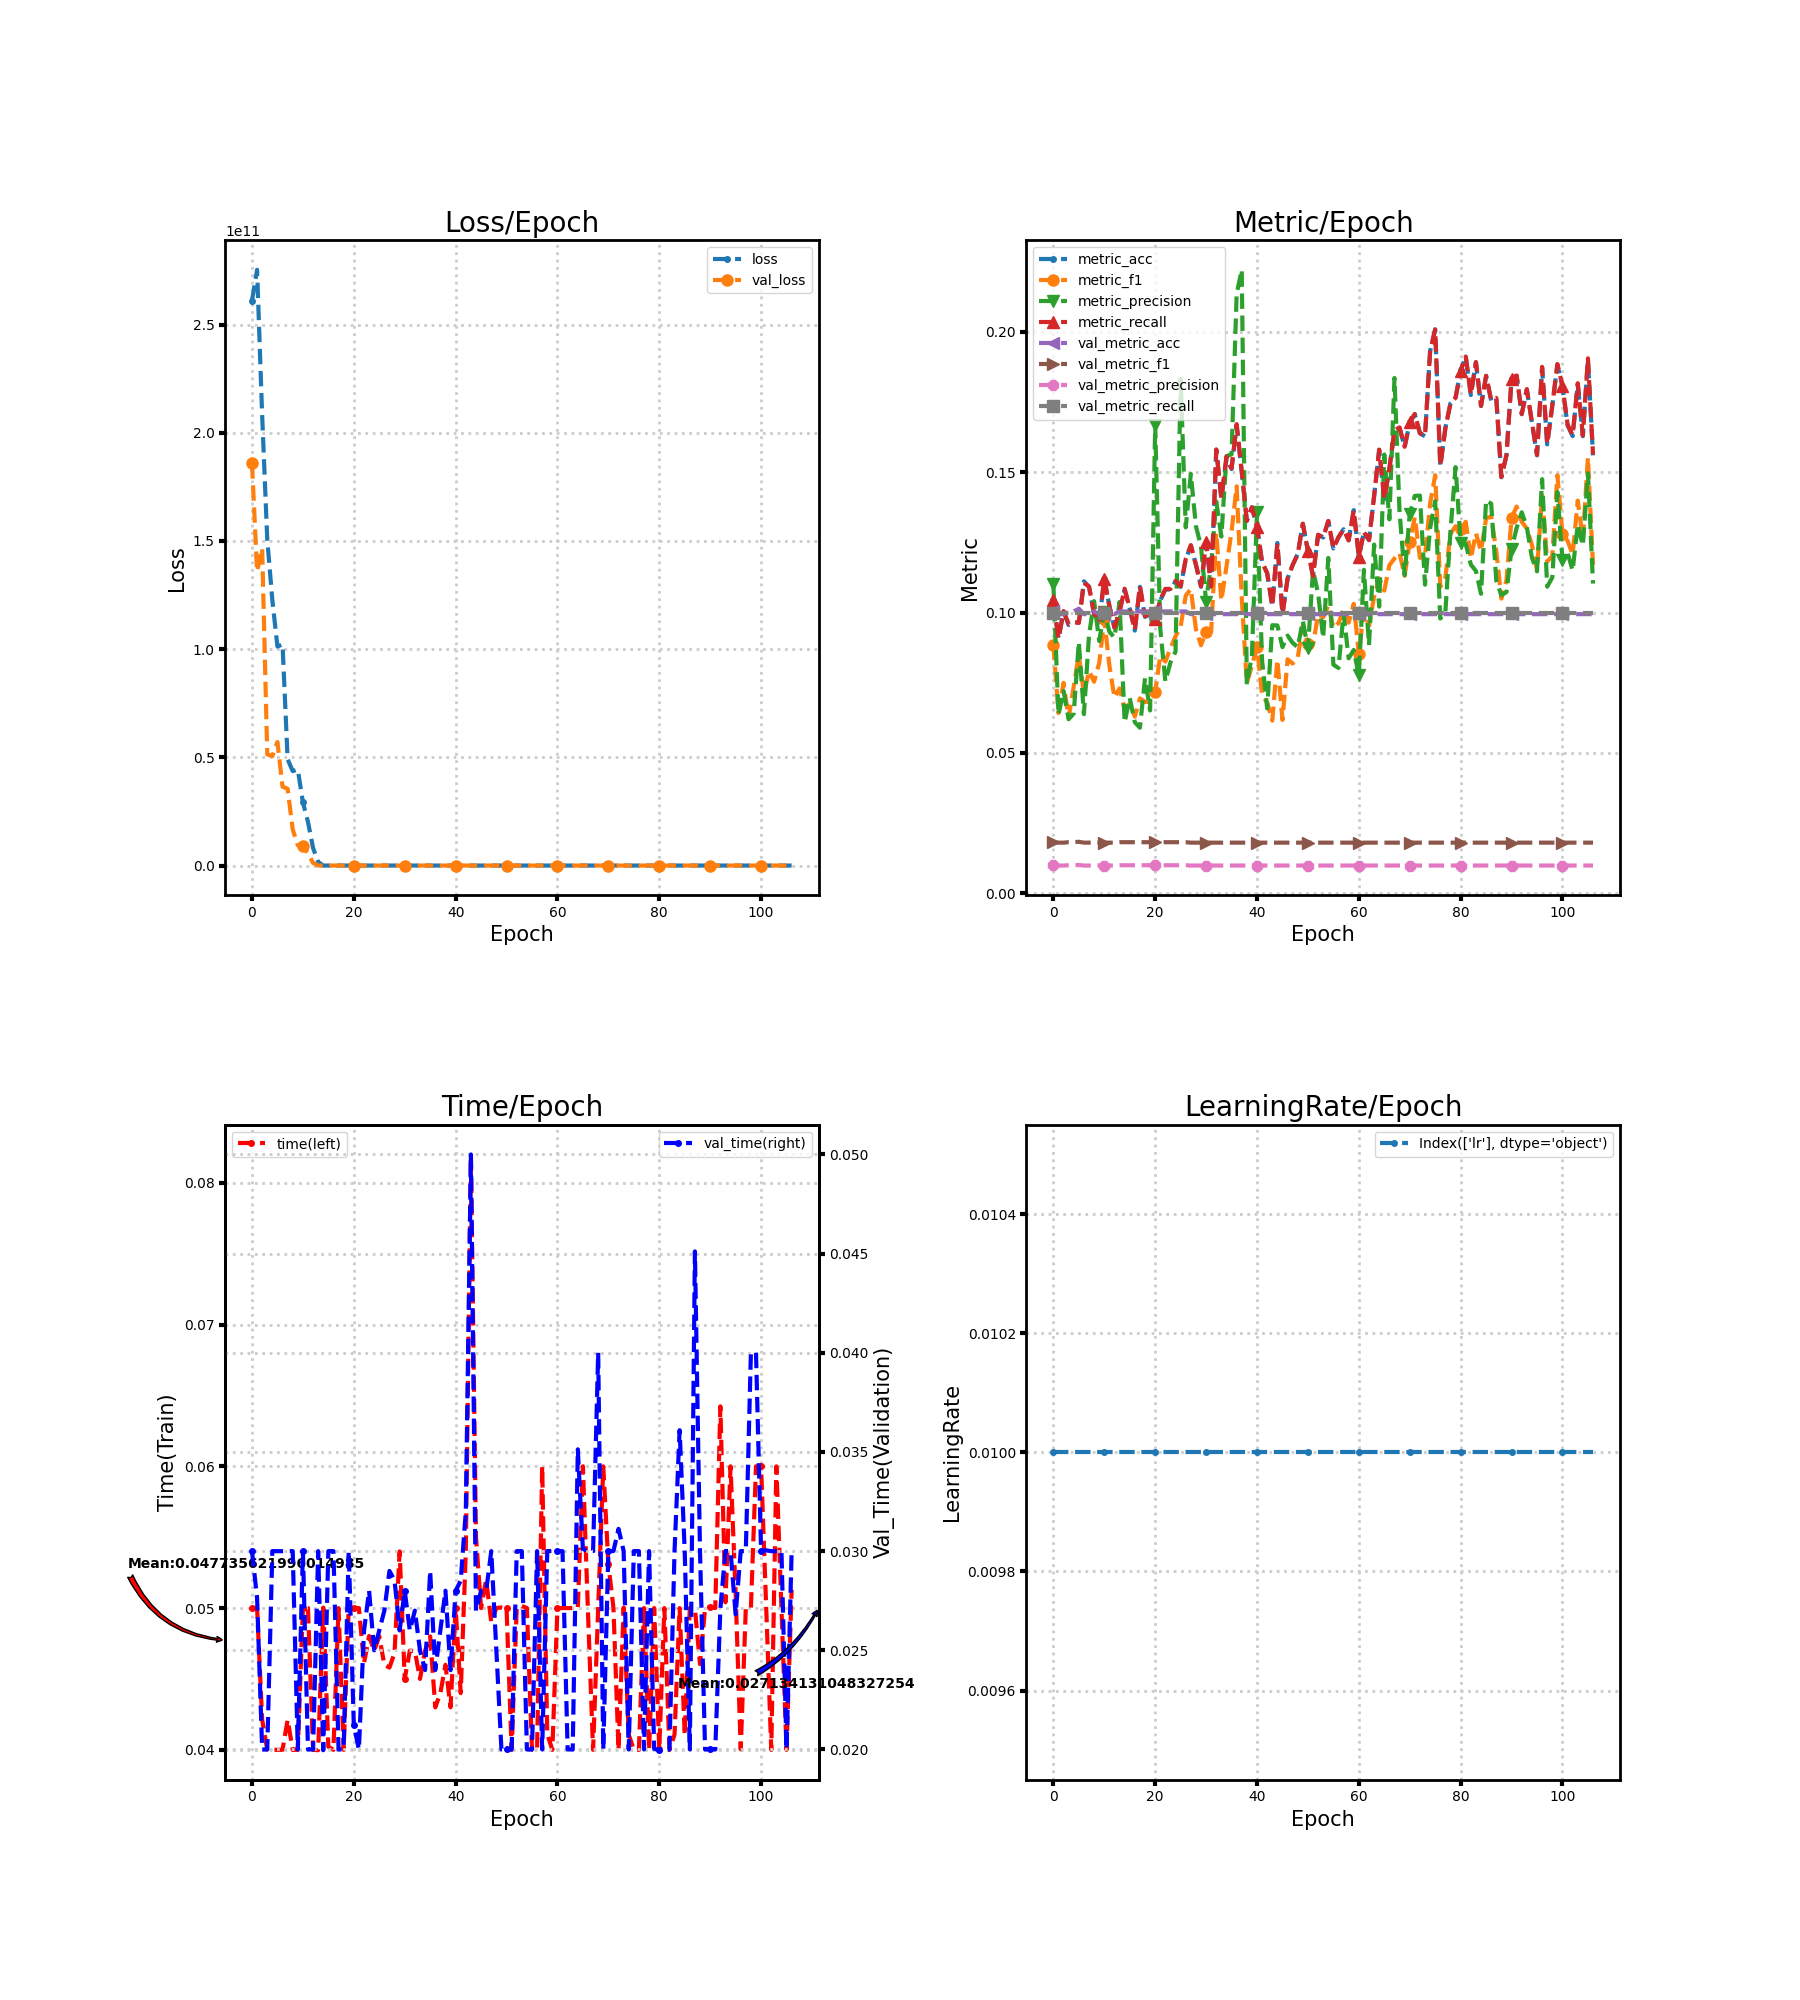 Loss/Epoch
1e11
loss
val_loss
2.5
2.0
1.5
1.0
0.5
0.0
Loss
0 20 40 60 80 100
Epoch
Metric/Epoch
metric_acc
metric_f1
metric_precision
metric_recall
val_metric_acc
val_metric_f1
val_metric_precision
val_metric_recall
0.20
0.15
0.10
0.05
0.00
Metric
0 20 40 60 80 100
Epoch
Time/Epoch
time(left)
val_time(right)
0.08
0.07
0.06
0.05
0.04
Time(Train)
0.050
0.045
0.040
0.035
0.030
0.025
0.020
Val_Time(Validation)
Mean:0.047735621996014985
Mean:0.027134131048327254
0 20 40 60 80 100
Epoch
LearningRate/Epoch
Index(['lr'], dtype='object')
0.0104
0.0102
0.0100
0.0098
0.0096
LearningRate
0 20 40 60 80 100
Epoch